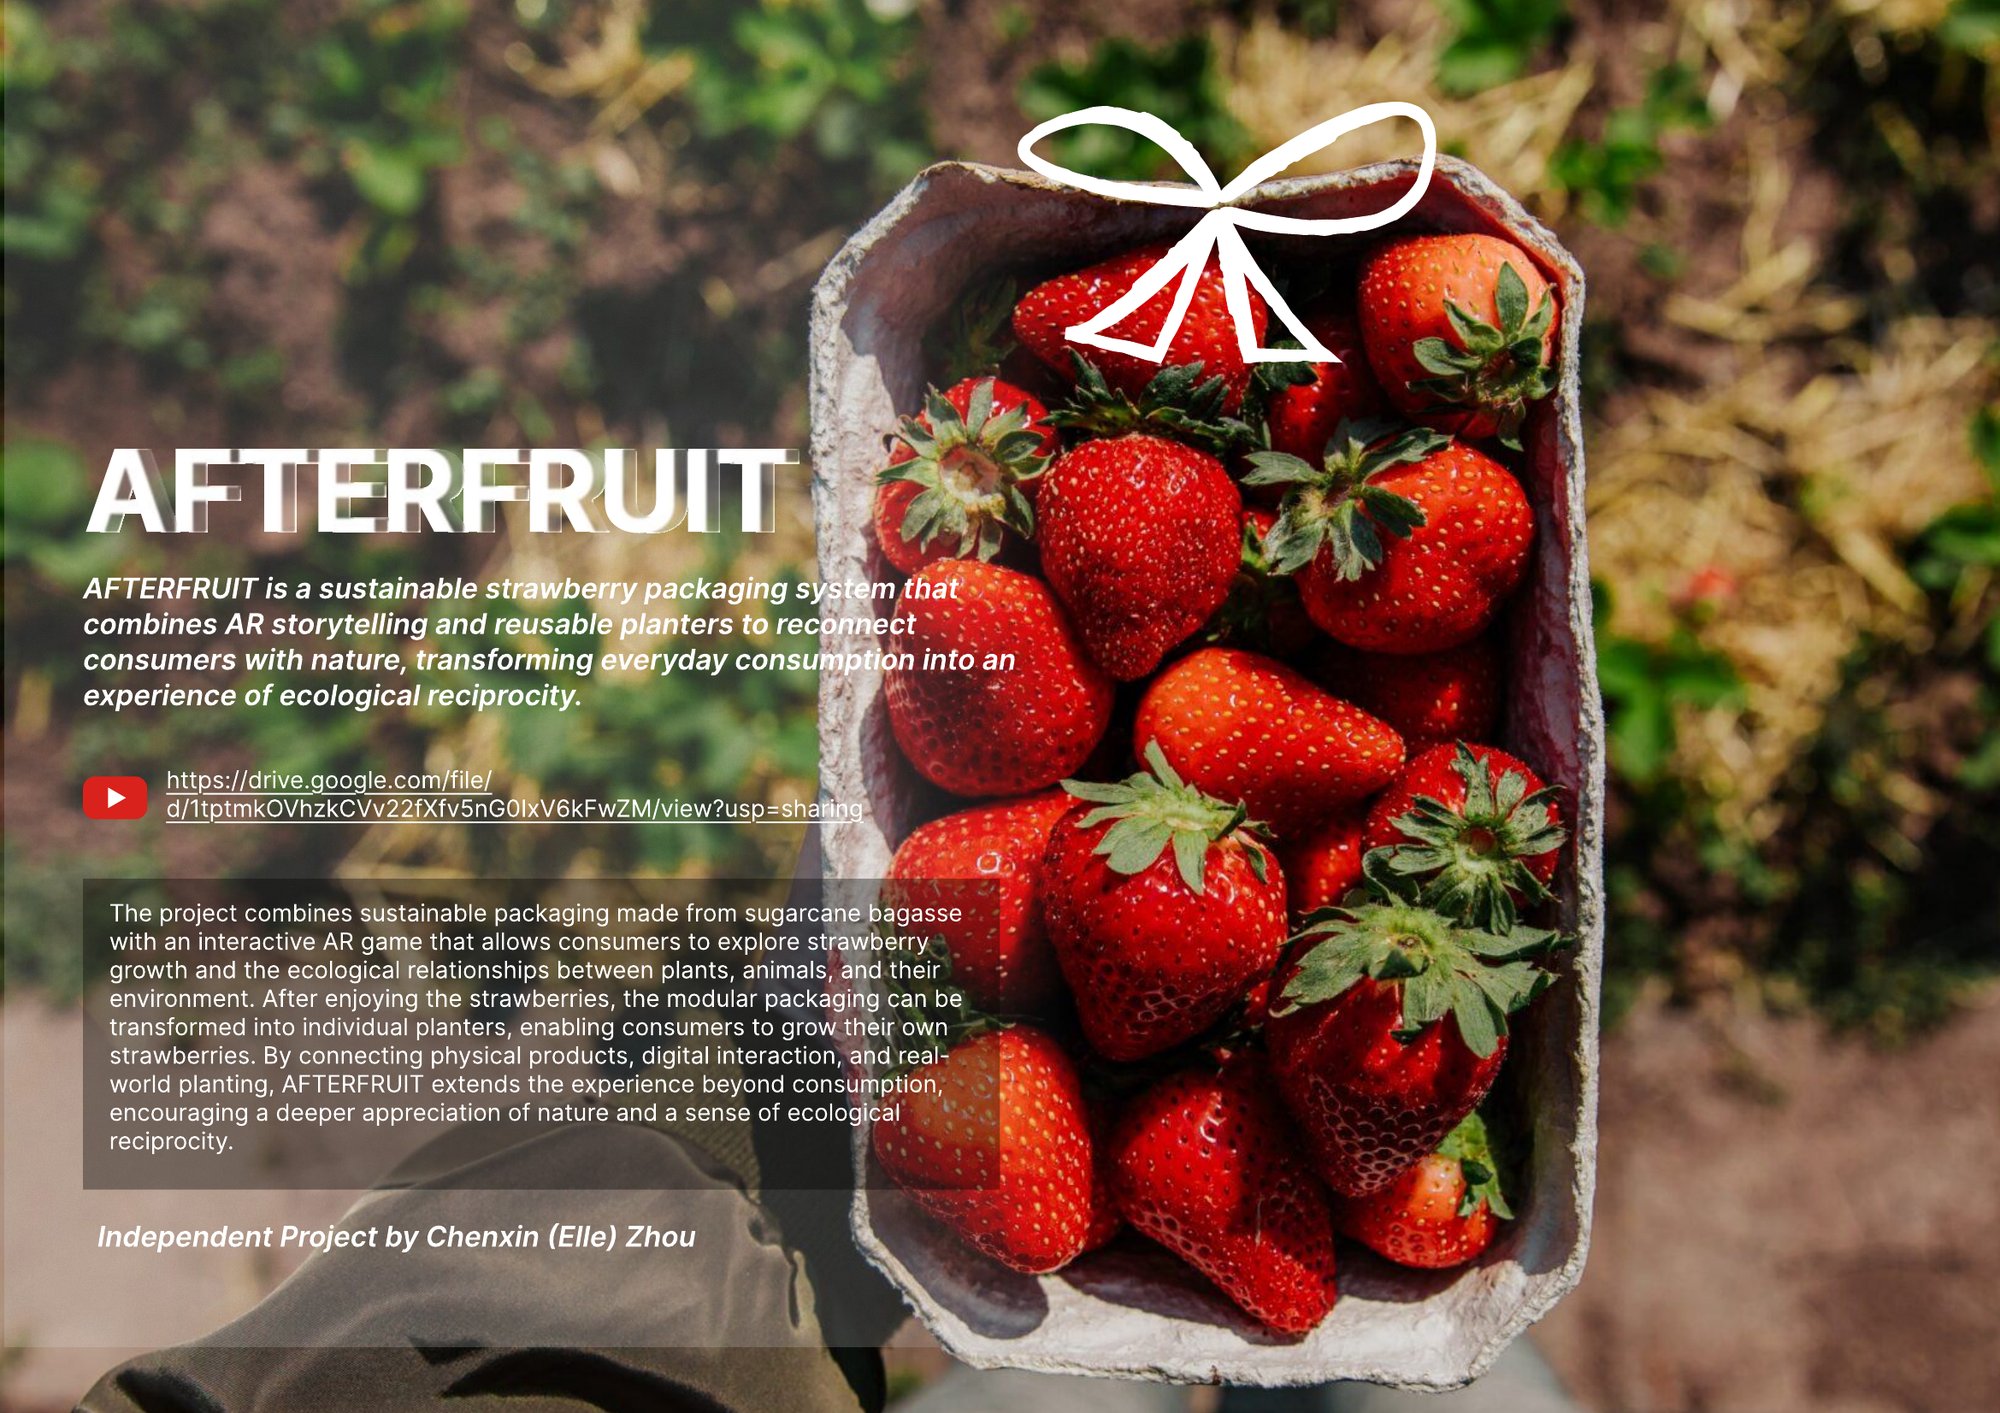 AFTERFRUIT
AFTERFRUIT is a sustainable strawberry packaging system that
combines AR storytelling and reusable planters to reconnect
consumers with nature, transforming everyday consumption into an
experience of ecological reciprocity.
https://drive.google.com/file/
d/1tptmkOVhzkCVv22fXfv5nG0IxV6kFwZM/view?usp=sharing
The project combines sustainable packaging made from sugarcane bagasse
with an interactive AR game that allows consumers to explore strawberry
growth and the ecological relationships between plants, animals, and their
environment. After enjoying the strawberries, the modular packaging can be
transformed into individual planters, enabling consumers to grow their own
strawberries. By connecting physical products, digital interaction, and real-
world planting, AFTERFRUIT extends the experience beyond consumption,
encouraging a deeper appreciation of nature and a sense of ecological
reciprocity.
Independent Project by Chenxin (Elle) Zhou